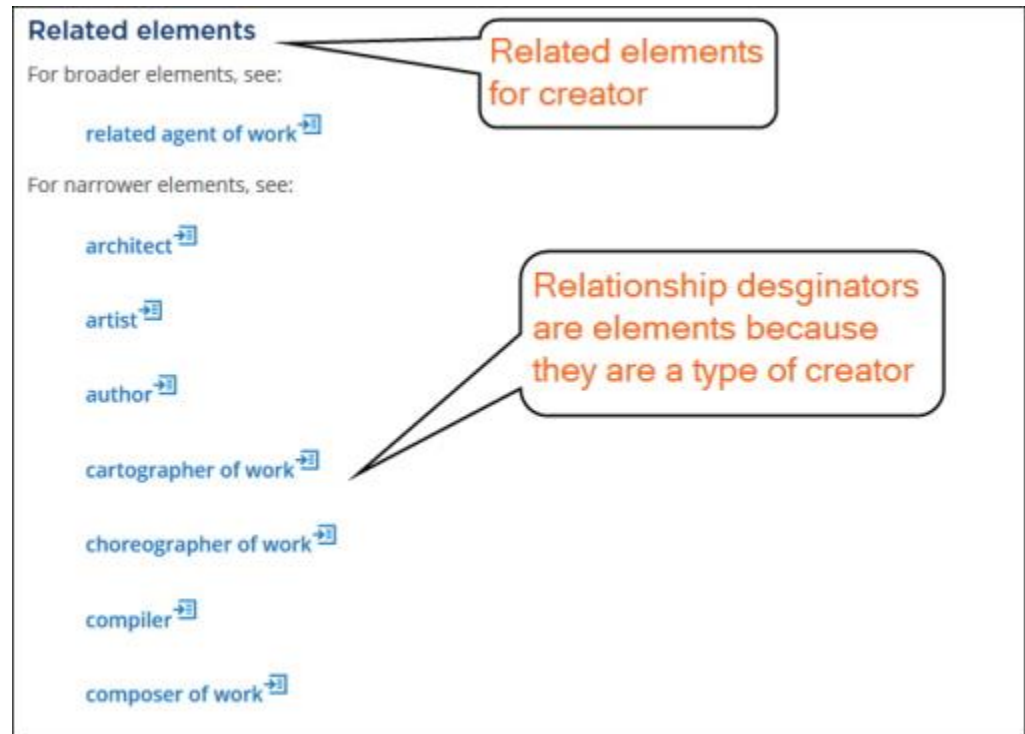 Related elements
Related elements
for creator
For broader elements, see:
related agent of work
For narrower elements, see:
architect
artist
Relationship desginators
are elements because
they are a type of creator
author
cartographer of work
choreographer of work
compiler
composer of work